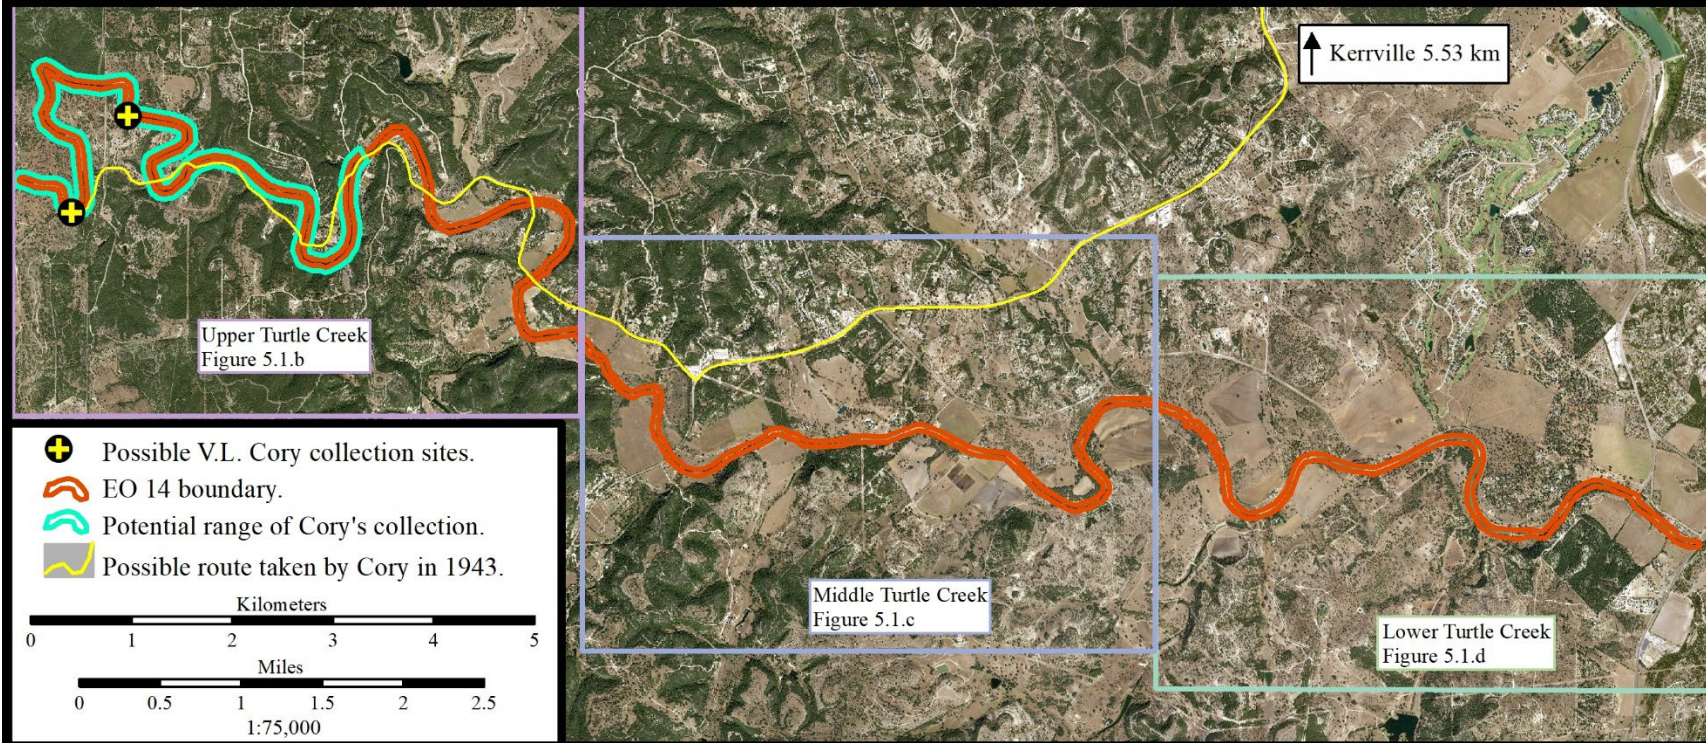 Kerrville 5.53 km
Upper Turtle Creek
Figure 5.1.b
Possible V.L. Cory collection sites.
EO 14 boundary.
Potential range of Cory's collection.
Possible route taken by Cory in 1943.
Kilometers
0 1 2 3 4 5
Miles
0 0.5 1 1.5 2 2.5
1:75,000
Middle Turtle Creek
Figure 5.1.c
Lower Turtle Creek
Figure 5.1.d